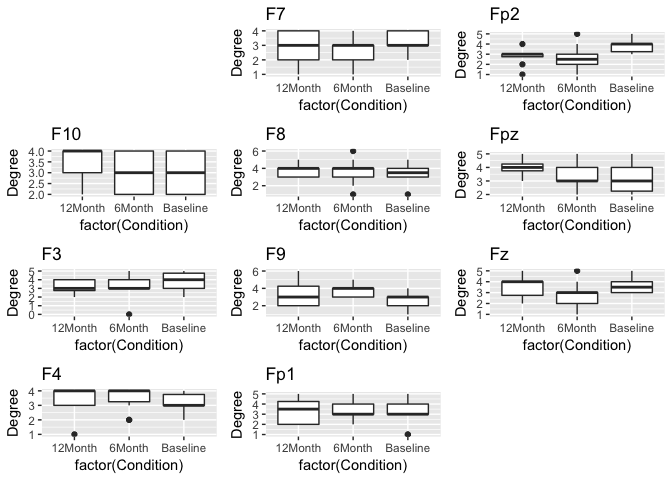 F7
Degree
4
3
2
1
12Month 6Month Baseline
factor(Condition)
Fp2
Degree
5
4
3
2
1
12Month 6Month Baseline
factor(Condition)
F10
Degree
4.0
3.5
3.0
2.5
2.0
12Month 6Month Baseline
factor(Condition)
F8
Degree
6
4
2
12Month 6Month Baseline
factor(Condition)
Fpz
Degree
5
4
3
2
12Month 6Month Baseline
factor(Condition)
F3
Degree
5
4
3
2
1
0
12Month 6Month Baseline
factor(Condition)
F9
Degree
6
4
2
12Month 6Month Baseline
factor(Condition)
Fz
Degree
5
4
3
2
1
12Month 6Month Baseline
factor(Condition)
F4
Degree
4
3
2
1
12Month 6Month Baseline
factor(Condition)
Fp1
Degree
5
4
3
2
1
12Month 6Month Baseline
factor(Condition)